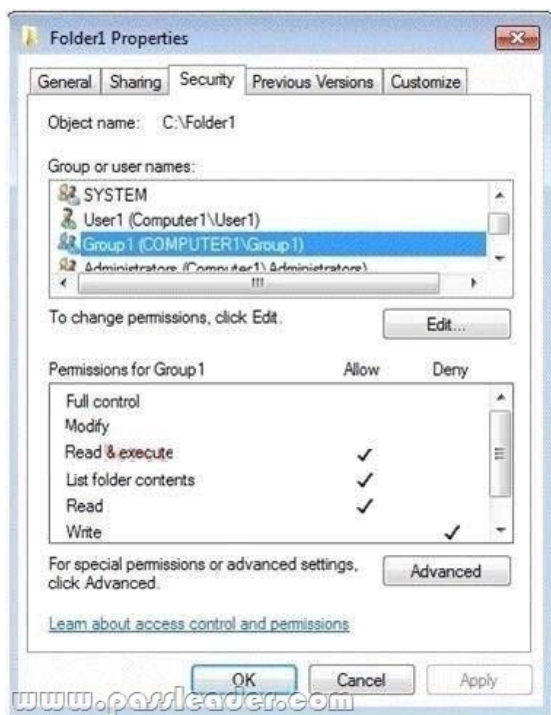 Folder1 Properties
General Sharing Security Previous Versions Customize
Object name: C:\Folder1
Group or user names:
SYSTEM
User1 (Computer1\User1)
Group1 (COMPUTER1\Group1)
Administrators (Computer1\Administrators)
To change permissions, click Edit.
Edit...
Permissions for Group1 Allow Deny
Full control
Modify
Read & execute
List folder contents
Read
Write
For special permissions or advanced settings, click Advanced.
Advanced
Learn about access control and permissions
OK Cancel Apply
www.passleader.com